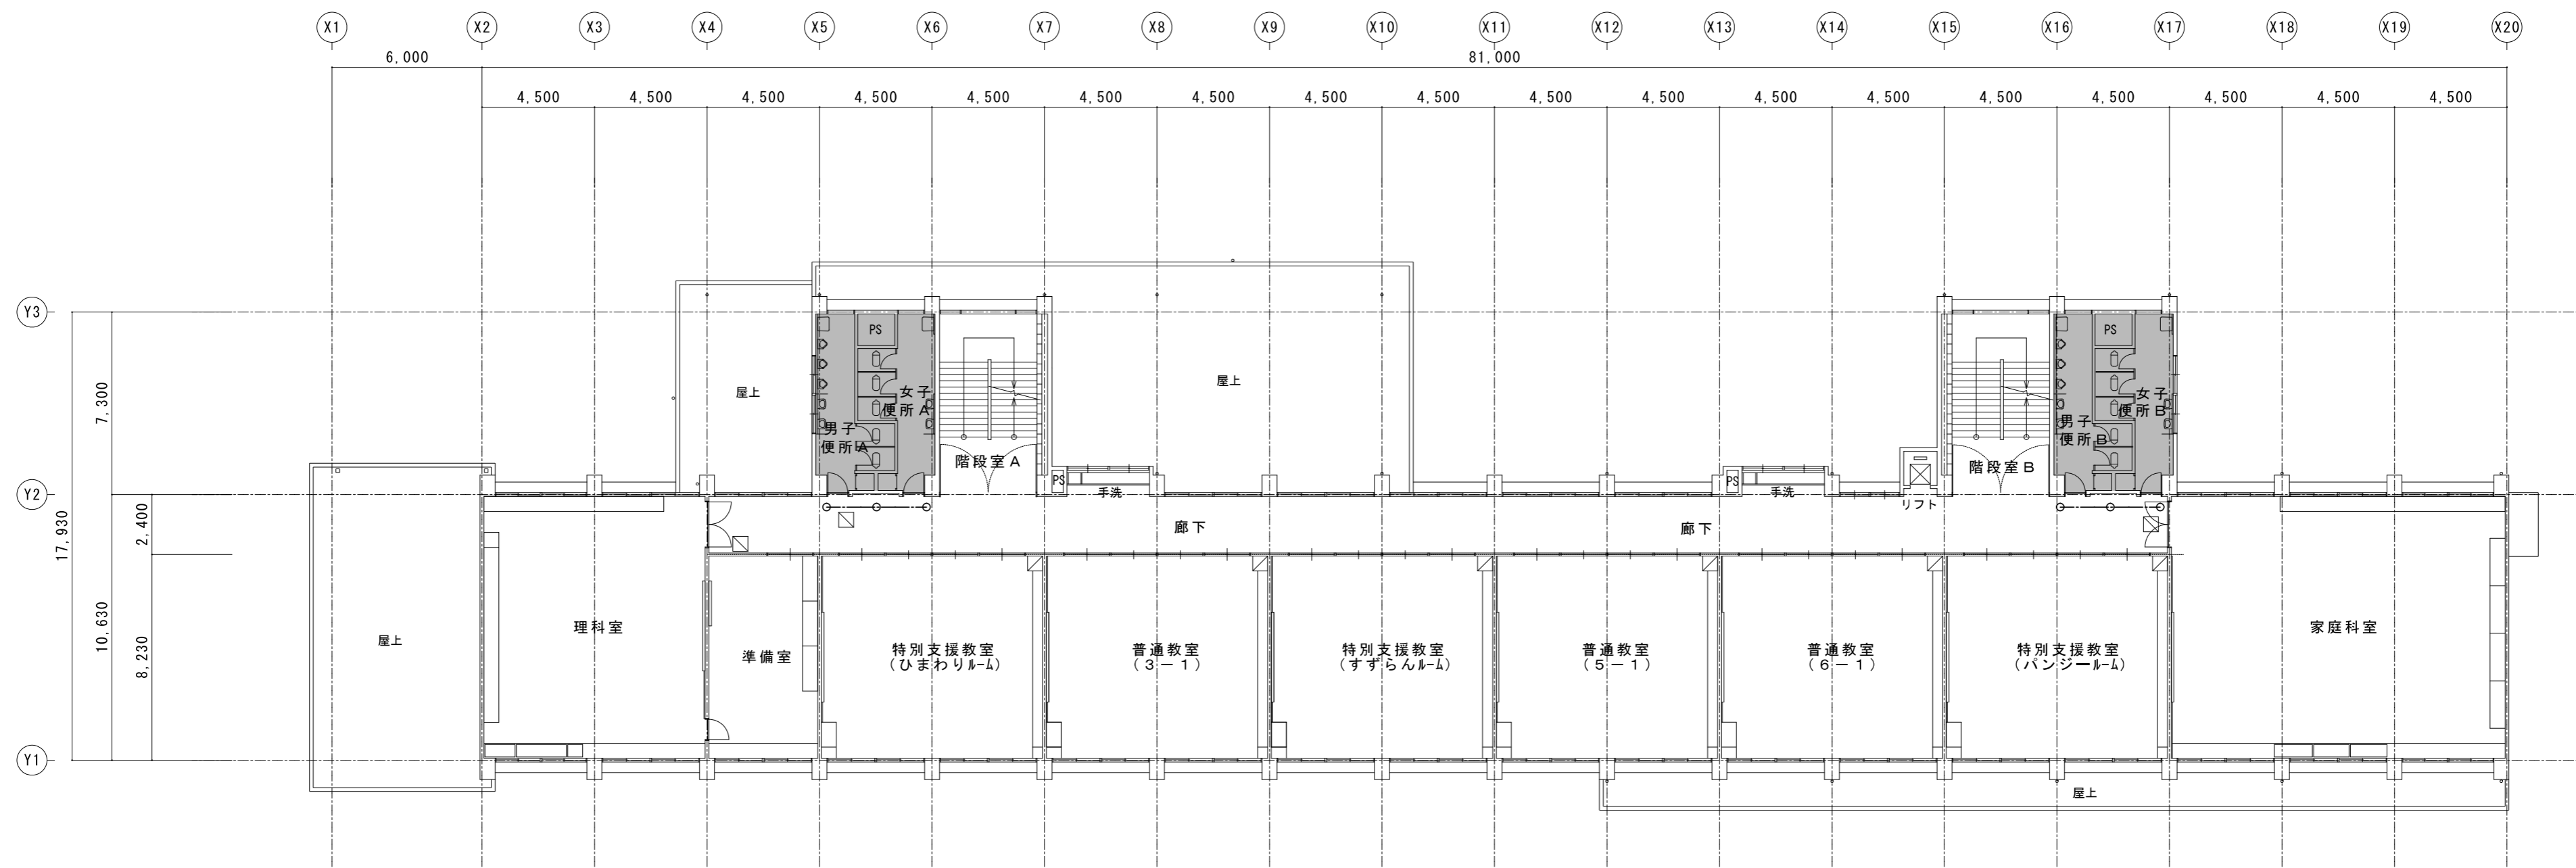 X1 X2 X3 X4 X5 X6 X7 X8 X9 X10 X11 X12 X13 X14 X15 X16 X17 X18 X19 X20
6,000 81,000
4,500 4,500 4,500 4,500 4,500 4,500 4,500 4,500 4,500 4,500 4,500 4,500 4,500 4,500 4,500 4,500 4,500 4,500
Y3
Y2
Y1
17,930
7,300
10,630
2,400
8,230
PS
女子
便所A
男子
便所A
階段室A
屋上
屋上
PS
手洗
PS
手洗
リフト
階段室B
PS
女子
便所B
男子
便所B
廊下
廊下
屋上
理科室
準備室
特別支援教室
(ひまわりルーム)
普通教室
(3-1)
特別支援教室
(すずらんルーム)
普通教室
(5-1)
普通教室
(6-1)
特別支援教室
(パンジールーム)
家庭科室
屋上